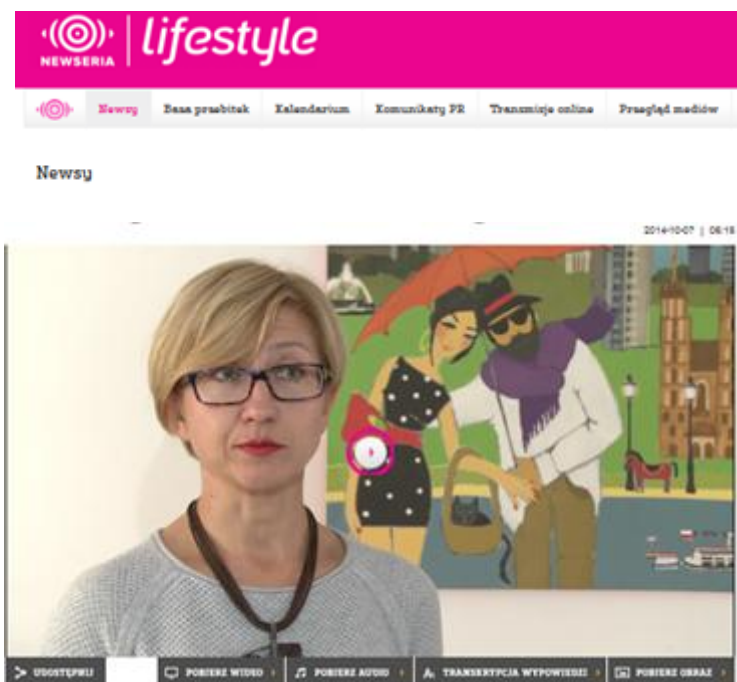 NEWSERIA
lifestyle
Newsy Baza przebitek Kalendarium Komunikaty PR Transmisje online Przegląd mediów
Newsy
2014-10-07 | 06:15
UDOSTĘPNIJ POBIERZ WIDEO POBIERZ AUDIO TRANSKRYPCJA WYPOWIEDZI POBIERZ OBRAZ